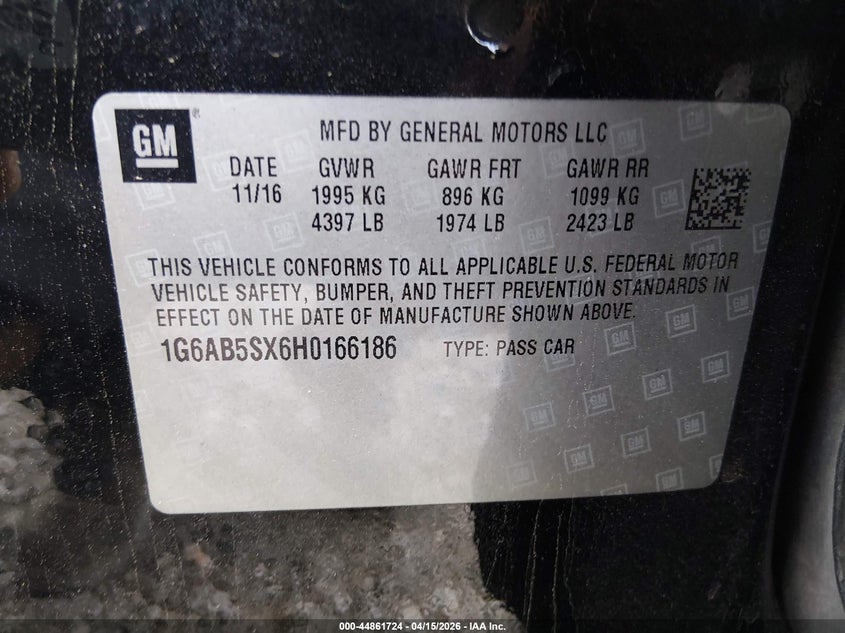 GM ®
MFD BY GENERAL MOTORS LLC
DATE GVWR GAWR FRT GAWR RR
11/16 1995 KG 896 KG 1099 KG
4397 LB 1974 LB 2423 LB
THIS VEHICLE CONFORMS TO ALL APPLICABLE U.S. FEDERAL MOTOR
VEHICLE SAFETY, BUMPER, AND THEFT PREVENTION STANDARDS IN
EFFECT ON THE DATE OF MANUFACTURE SHOWN ABOVE.
1G6AB5SX6H0166186 TYPE: PASS CAR
000-44861724 - 04/15/2026 - IAA Inc.